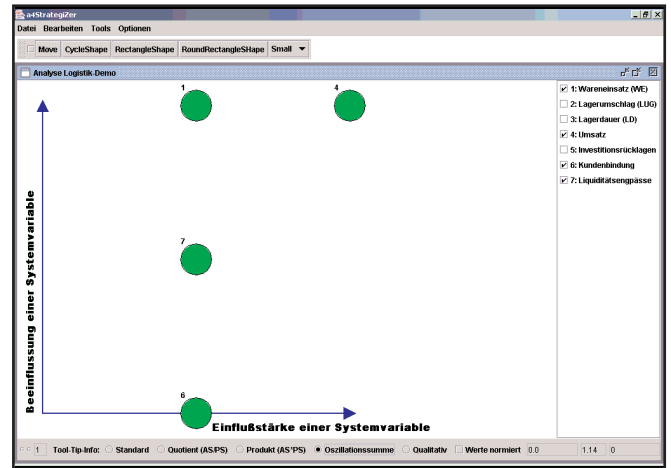 a4StrategiZer
Datei Bearbeiten Tools Optionen
Move CycleShape RectangleShape RoundRectangleSHape Small
Analyse Logistik-Demo
1
4
7
6
Beeinflussung einer Systemvariable
Einflußstärke einer Systemvariable
1: Wareneinsatz (WE)
2: Lagerumschlag (LUG)
3: Lagerdauer (LD)
4: Umsatz
5: Investitionsrücklagen
6: Kundenbindung
7: Liquiditätsengpässe
1 Tool-Tip-Info: Standard Quotient (AS/PS) Produkt (AS*PS) Oszillationssumme Qualitativ Werte normiert 0.0 1.14 0